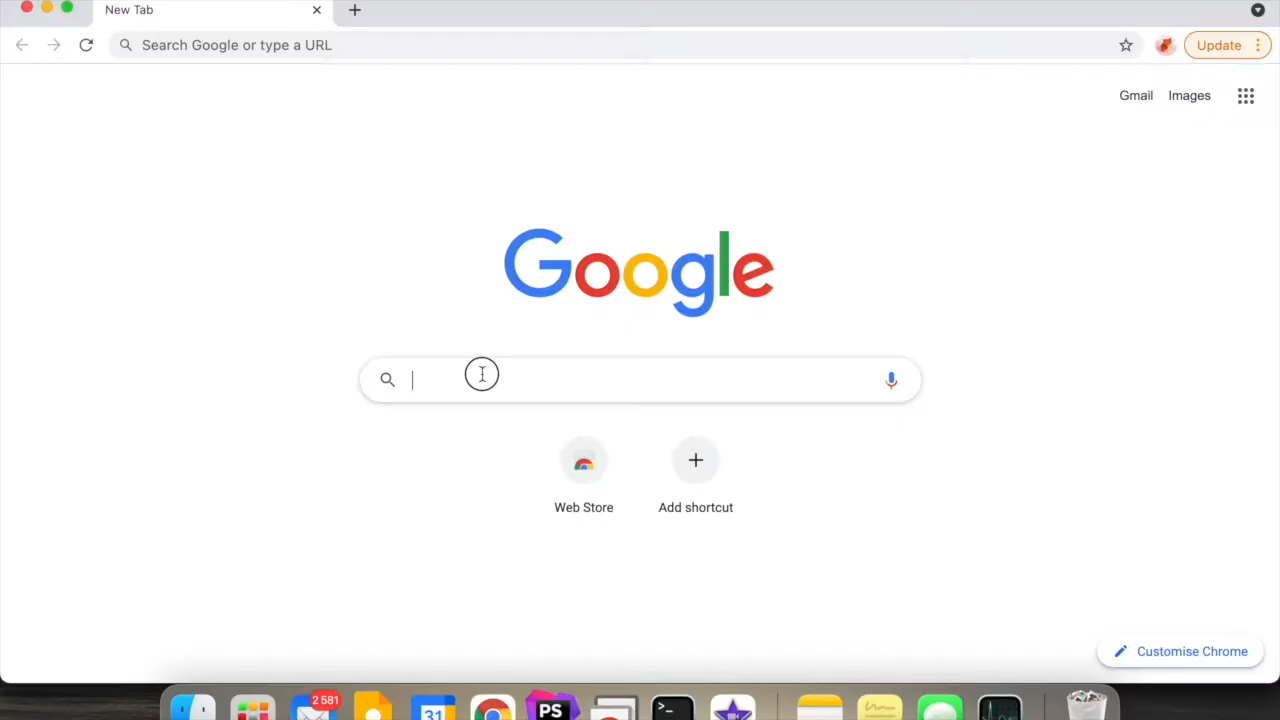 New Tab
Search Google or type a URL
Update
Gmail Images
Google
Web Store
Add shortcut
Customise Chrome
2 581
31
PS
>_